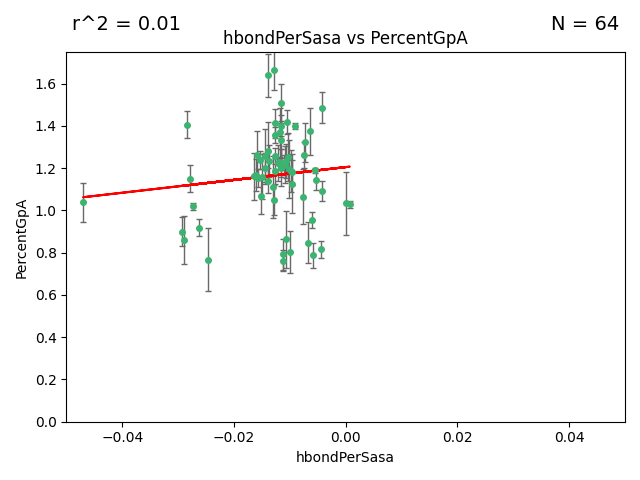 r^2 = 0.01
N = 64
hbondPerSasa vs PercentGpA
1.6
1.4
1.2
1.0
0.8
0.6
0.4
0.2
0.0
PercentGpA
−0.04
−0.02
0.00
0.02
0.04
hbondPerSasa